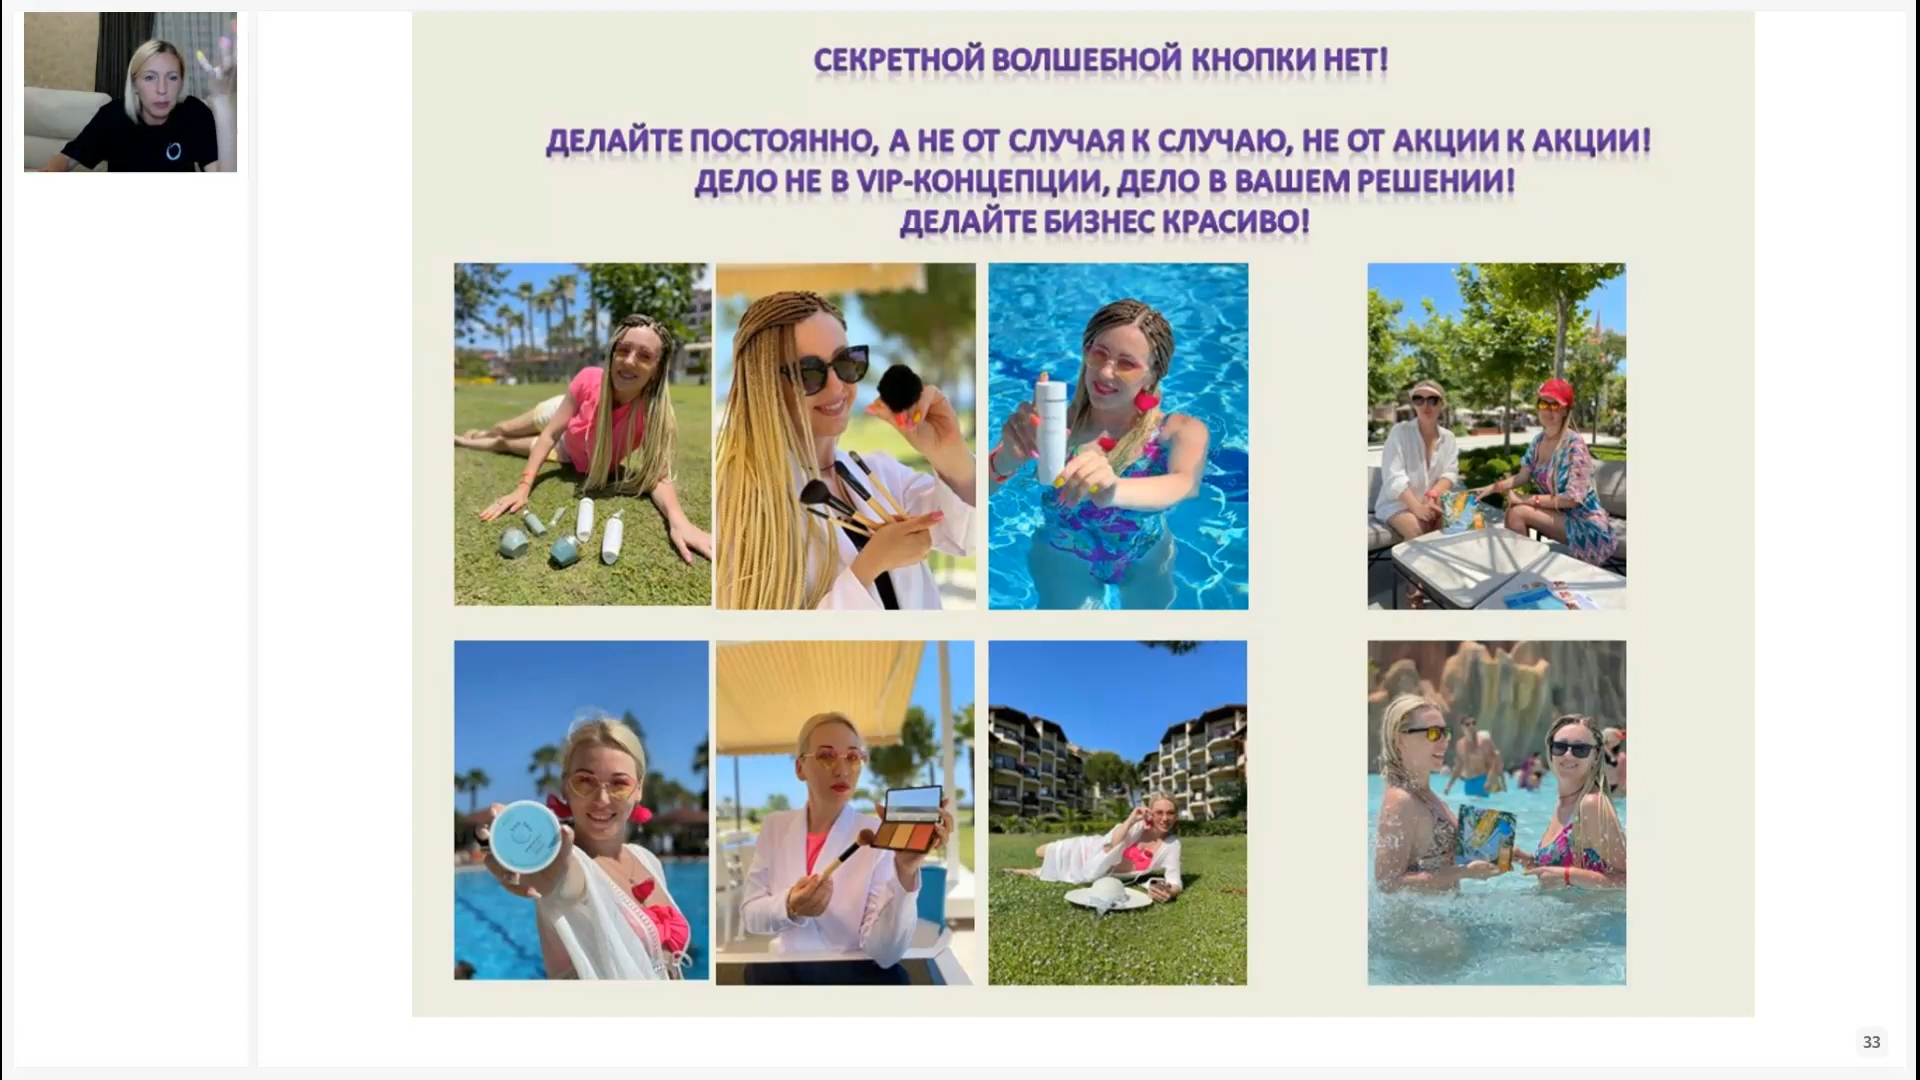 СЕКРЕТНОЙ ВОЛШЕБНОЙ КНОПКИ НЕТ!
ДЕЛАЙТЕ ПОСТОЯННО, А НЕ ОТ СЛУЧАЯ К СЛУЧАЮ, НЕ ОТ АКЦИИ К АКЦИИ!
ДЕЛО НЕ В VIP-КОНЦЕПЦИИ, ДЕЛО В ВАШЕМ РЕШЕНИИ!
ДЕЛАЙТЕ БИЗНЕС КРАСИВО!
33